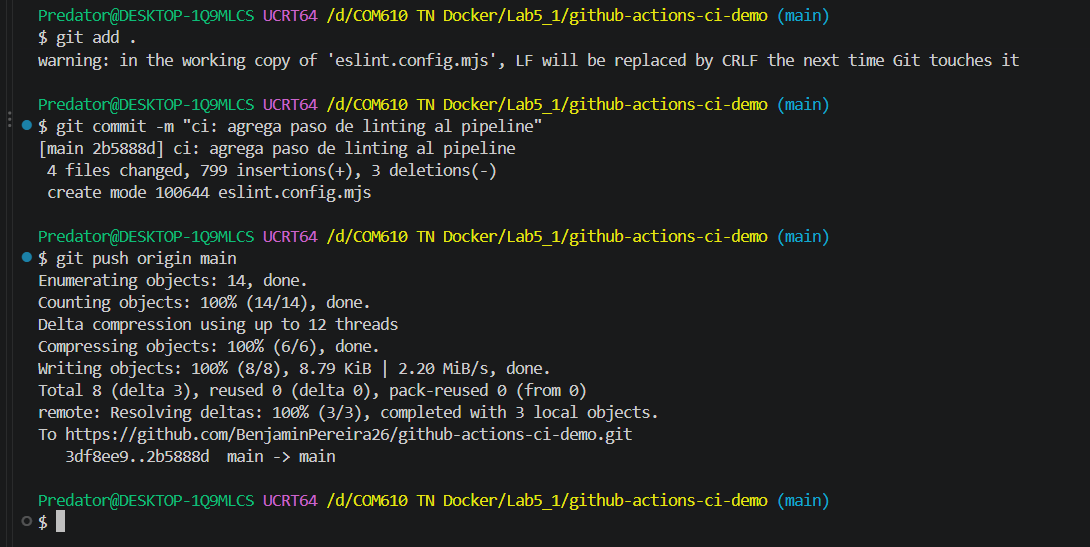 Predator@DESKTOP-1Q9MLCS UCRT64 /d/COM610 TN Docker/Lab5_1/github-actions-ci-demo (main)
$ git add .
warning: in the working copy of 'eslint.config.mjs', LF will be replaced by CRLF the next time Git touches it
Predator@DESKTOP-1Q9MLCS UCRT64 /d/COM610 TN Docker/Lab5_1/github-actions-ci-demo (main)
$ git commit -m "ci: agrega paso de linting al pipeline"
[main 2b5888d] ci: agrega paso de linting al pipeline
4 files changed, 799 insertions(+), 3 deletions(-)
create mode 100644 eslint.config.mjs
Predator@DESKTOP-1Q9MLCS UCRT64 /d/COM610 TN Docker/Lab5_1/github-actions-ci-demo (main)
$ git push origin main
Enumerating objects: 14, done.
Counting objects: 100% (14/14), done.
Delta compression using up to 12 threads
Compressing objects: 100% (6/6), done.
Writing objects: 100% (8/8), 8.79 KiB | 2.20 MiB/s, done.
Total 8 (delta 3), reused 0 (delta 0), pack-reused 0 (from 0)
remote: Resolving deltas: 100% (3/3), completed with 3 local objects.
To https://github.com/BenjaminPereira26/github-actions-ci-demo.git
3df8ee9..2b5888d  main -> main
Predator@DESKTOP-1Q9MLCS UCRT64 /d/COM610 TN Docker/Lab5_1/github-actions-ci-demo (main)
$